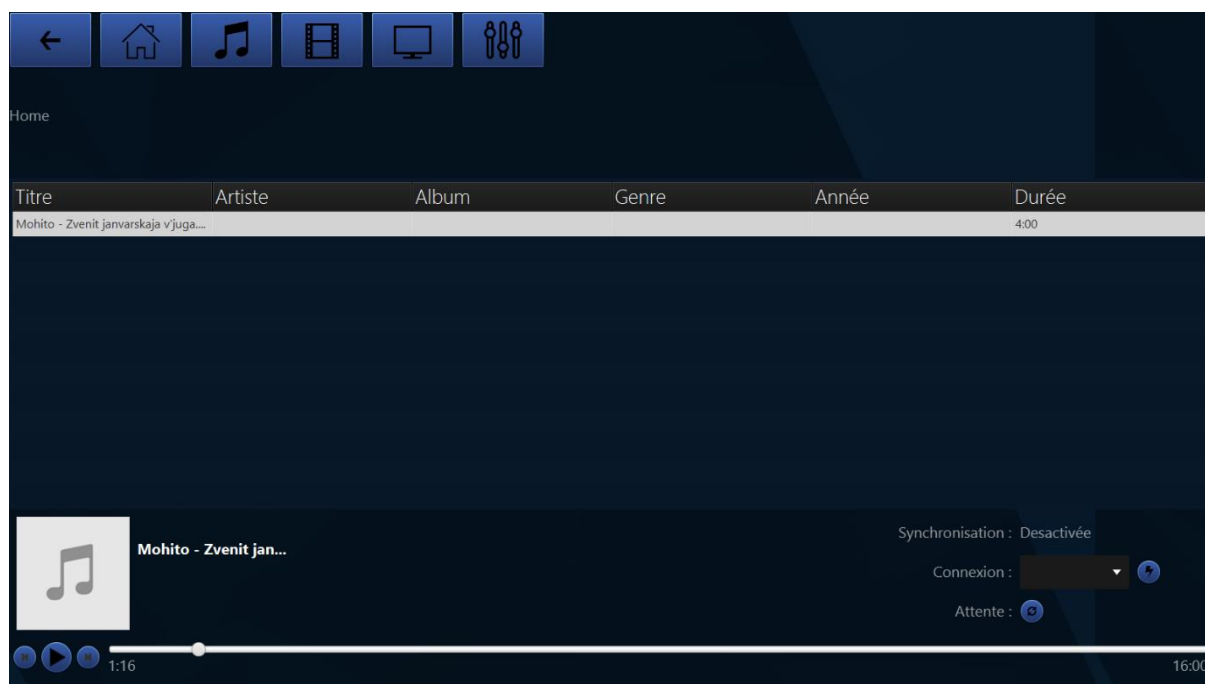 Home
Titre Artiste Album Genre Année Durée
Mohito - Zvenit janvarskaja v'juga.... 4:00
Mohito - Zvenit jan...
Synchronisation : Desactivée
Connexion :
Attente :
1:16 16:00